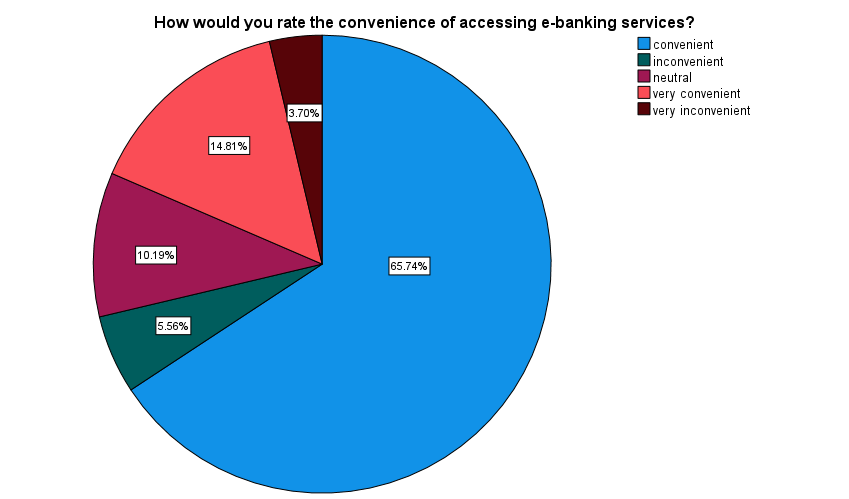 How would you rate the convenience of accessing e-banking services?
convenient
inconvenient
neutral
very convenient
very inconvenient
3.70%
14.81%
10.19%
65.74%
5.56%